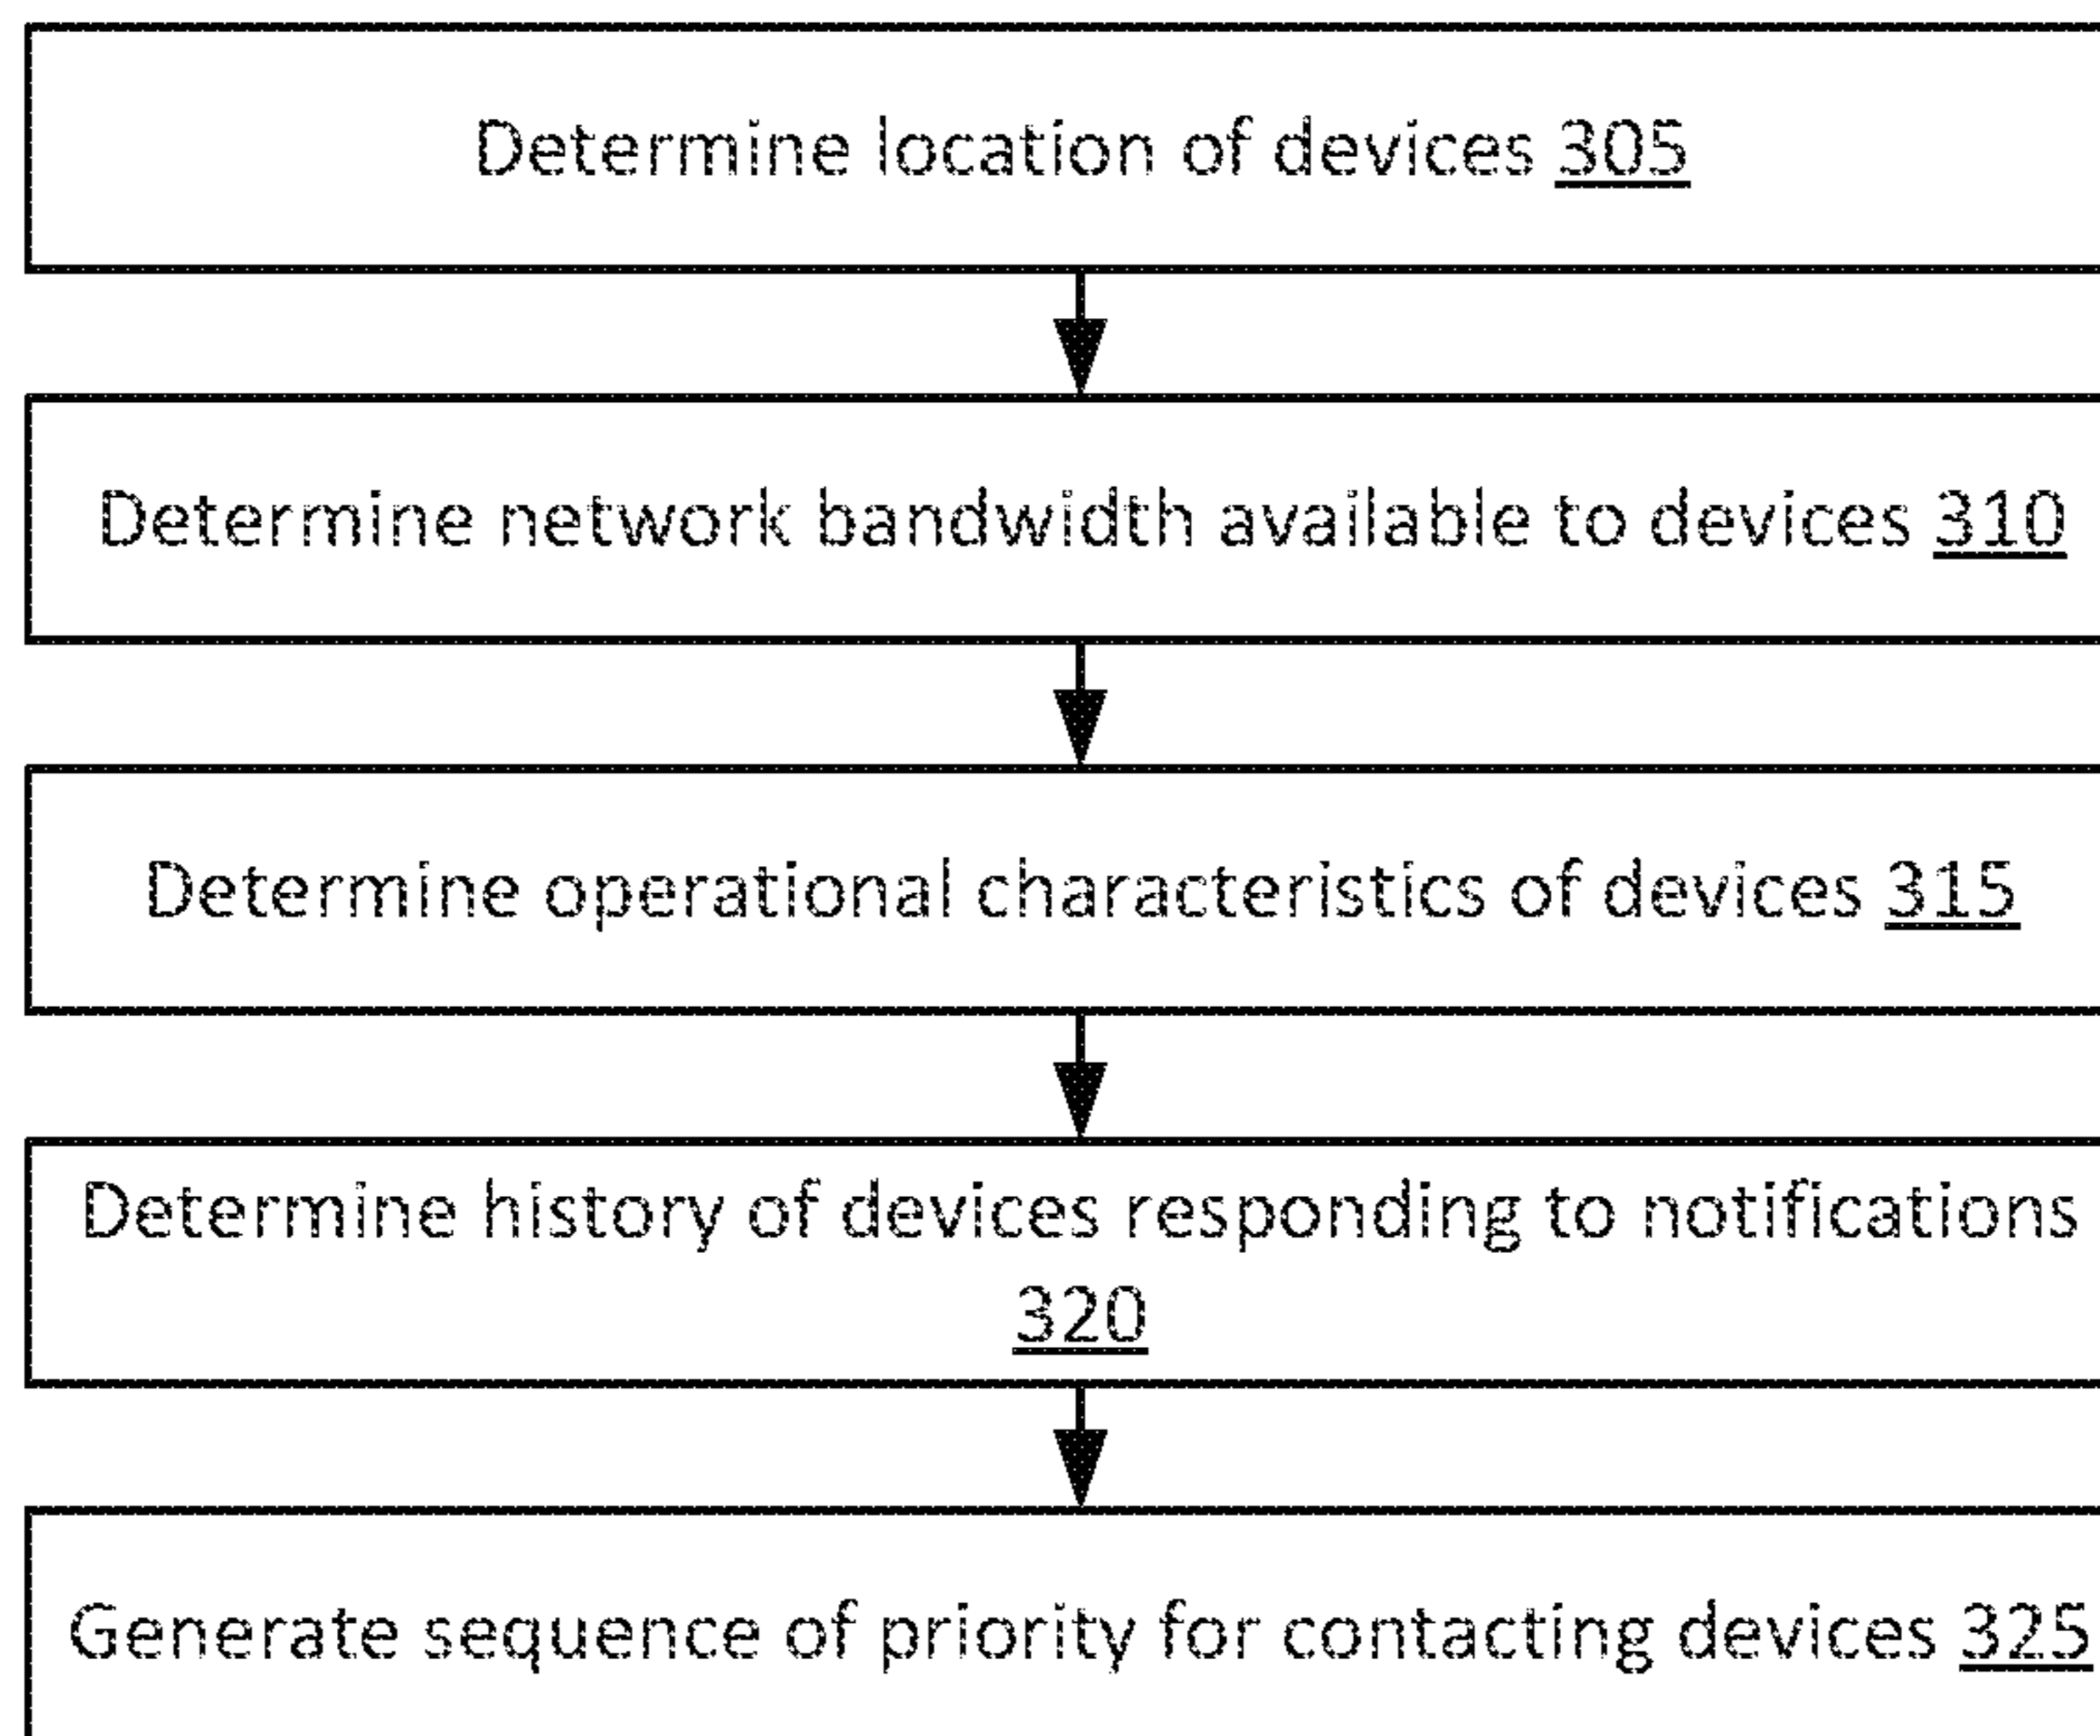 Determine location of devices 305
Determine network bandwidth available to devices 310
Determine operational characteristics of devices 315
Determine history of devices responding to notifications
320
Generate sequence of priority for contacting devices 325